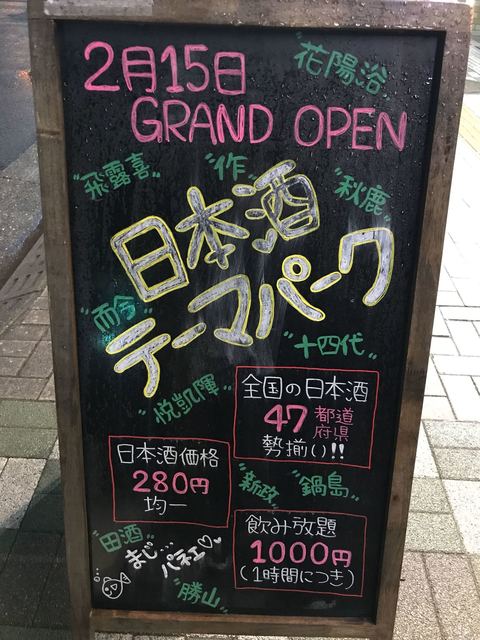 2月15日
"花陽浴"
GRAND OPEN
"飛露喜"
"作"
"秋鹿"
日本酒
テーマパーク
"而今"
"十四代"
"悦凱陣"
全国の日本酒
47都道府県
勢揃い!!
日本酒価格
280円
均一
"新政"
"鍋島"
"田酒"
まじ...
パネェ♡
飲み放題
1000円
(1時間につき)
"勝山"